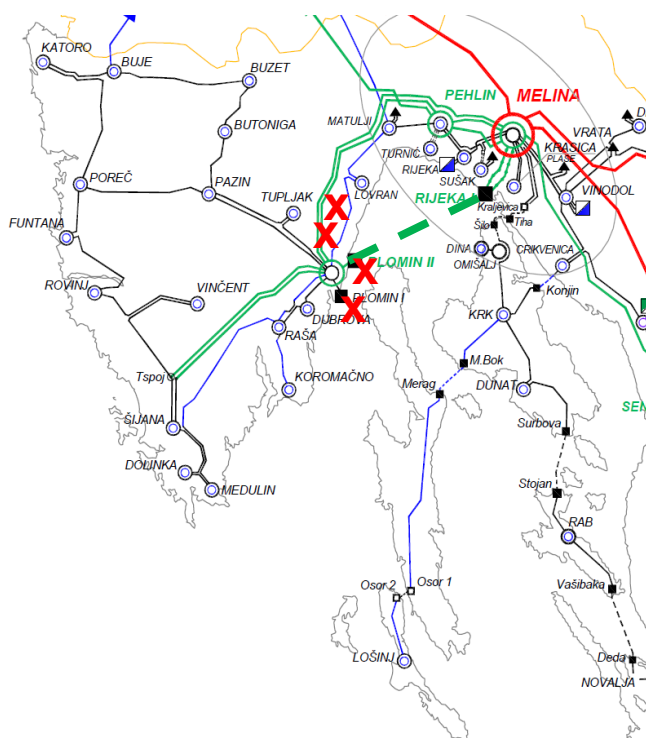 KATORO
BUJE
BUZET
PEHLIN
MELINA
MATULJI
D
VRATA
BUTONIGA
TURNIĆ
KRASICA
PLASE
RIJEKA
SUŠAK
POREČ
PAZIN
TUPLJAK
LOVRAN
RIJEKA
VINODOL
Kraljevica
Tiha
Šilo
FUNTANA
DINA
OMIŠALJ
CRIKVENICA
PLOMIN II
ROVINJ
VINČENT
PLOMIN I
Konjin
DUBROVA
RAŠA
KRK
M.Bok
Tspoj
KOROMAČNO
Merag
DUNAT
SEN
ŠIJANA
Surbova
DOLINKA
MEDULIN
Stojan
RAB
Osor 2
Osor 1
Vašibaka
LOŠINJ
Deda
NOVALJA
X
X
X
X